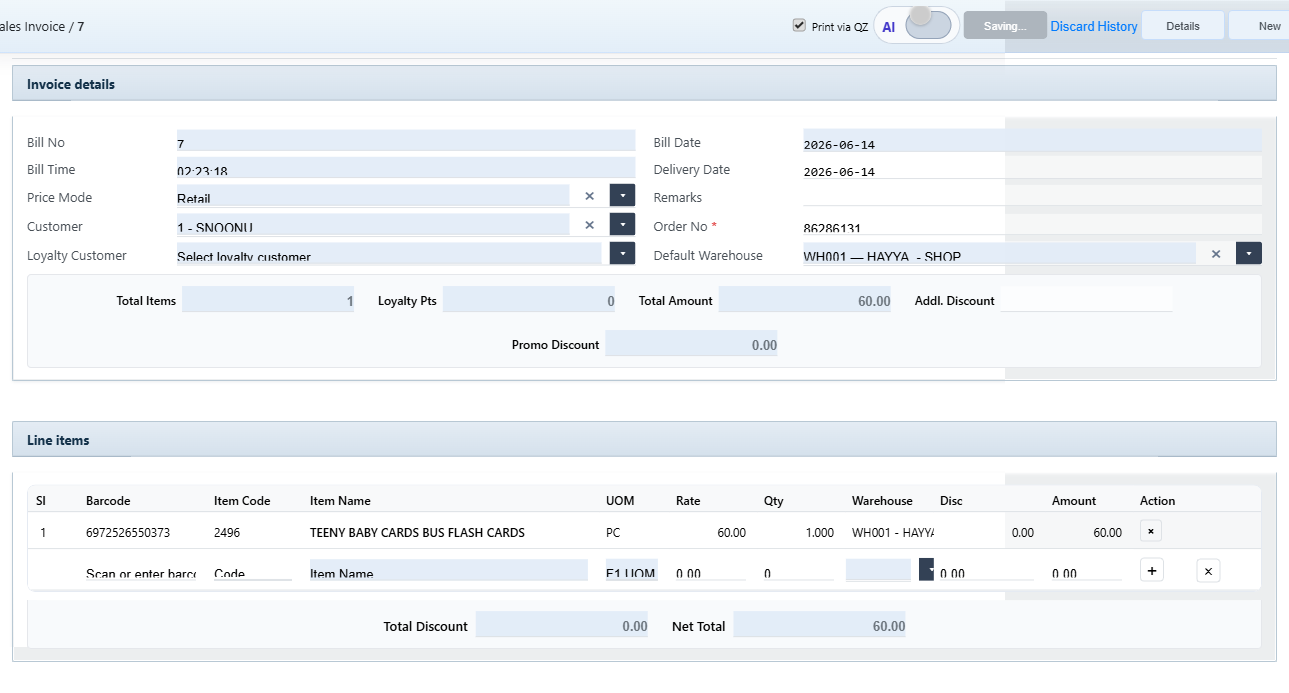 ales Invoice / 7
Print via QZ
AI
Saving...
Discard History
Details
New
Invoice details
Bill No 7 Bill Date 2026-06-14
Bill Time 02:23:18 Delivery Date 2026-06-14
Price Mode Retail × Remarks
Customer 1 - SNOONU × Order No * 86286131
Loyalty Customer Select loyalty customer Default Warehouse WH001 — HAYYA - SHOP ×
Total Items 1 Loyalty Pts 0 Total Amount 60.00 Addl. Discount
Promo Discount 0.00
Line items
Sl Barcode Item Code Item Name UOM Rate Qty Warehouse Disc Amount Action
1 6972526550373 2496 TEENY BABY CARDS BUS FLASH CARDS PC 60.00 1.000 WH001 - HAYYA 0.00 60.00 ×
Scan or enter barco Code Item Name F1 UOM 0.00 0 0.00 0.00 + ×
Total Discount 0.00 Net Total 60.00